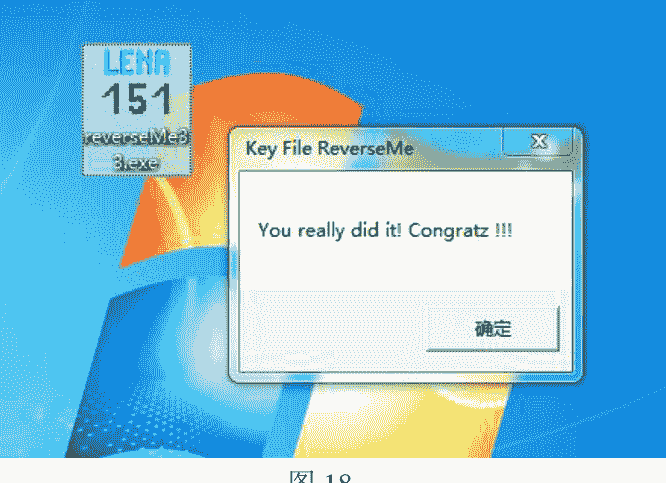 LENA
151
reverseMe3
3.exe
Key File ReverseMe
You really did it! Congratz !!!
确定
图 18